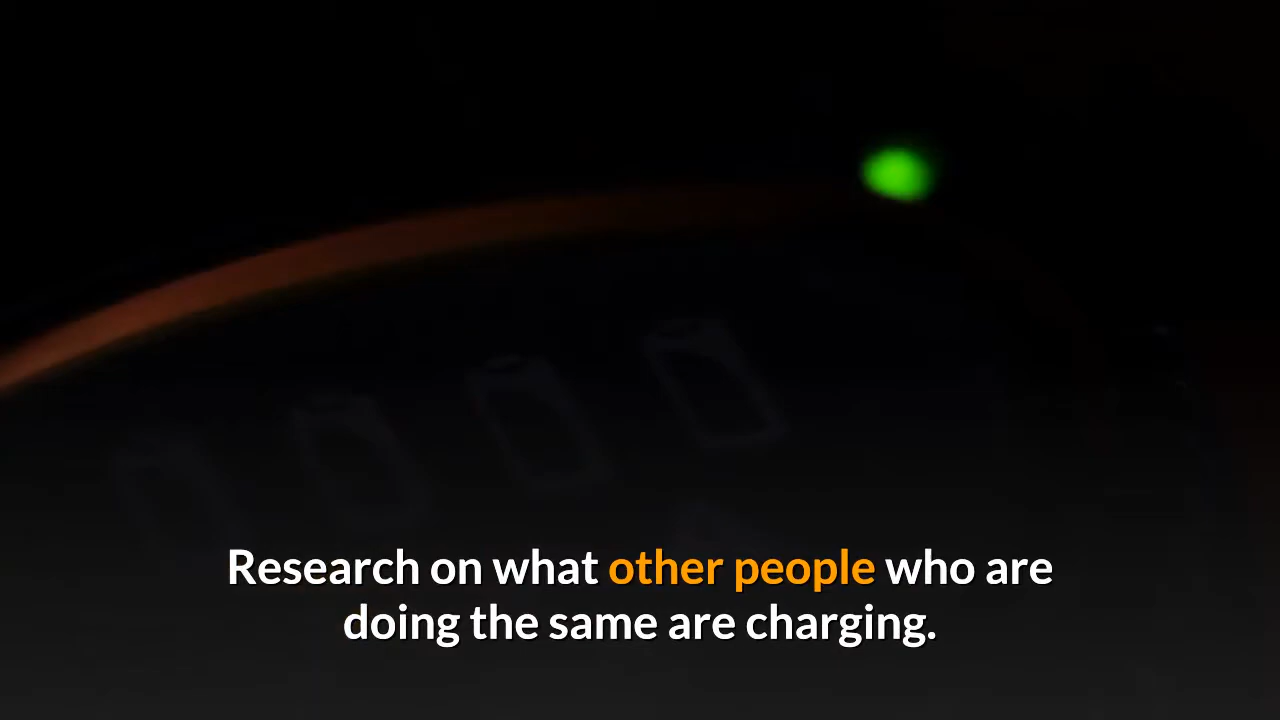 Research on what other people who are
doing the same are charging.